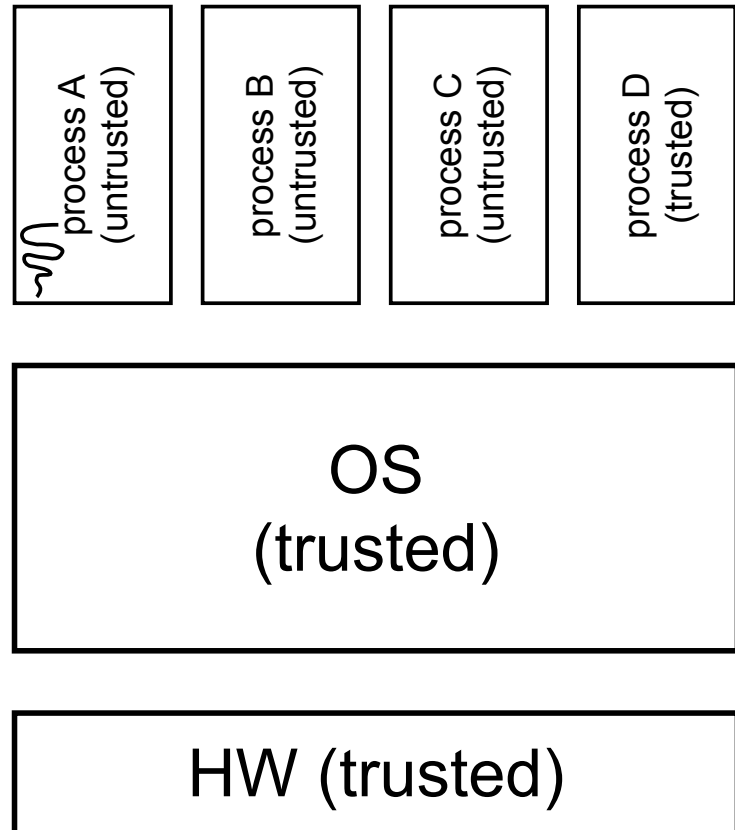 process A
(untrusted)
process B
(untrusted)
process C
(untrusted)
process D
(trusted)
OS
(trusted)
HW (trusted)